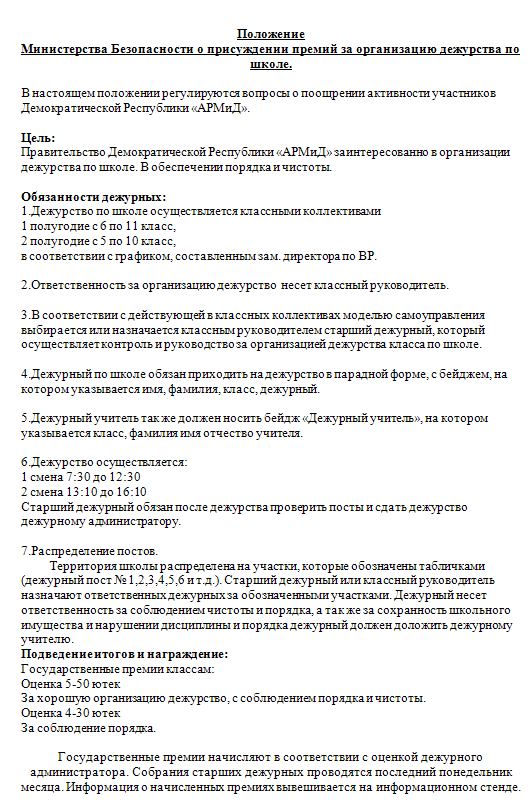 Положение
Министерства Безопасности о присуждении премий за организацию дежурства по
школе.
В настоящем положении регулируются вопросы о поощрении активности участников
Демократической Республики «АРМиД».
Цель:
Правительство Демократической Республики «АРМиД» заинтересованно в организации
дежурства по школе. В обеспечении порядка и чистоты.
Обязанности дежурных:
1.Дежурство по школе осуществляется классными коллективами
1 полугодие с 6 по 11 класс,
2 полугодие с 5 по 10 класс,
в соответствии с графиком, составленным зам. директора по ВР.
2.Ответственность за организацию дежурство несет классный руководитель.
3.В соответствии с действующей в классных коллективах моделью самоуправления
выбирается или назначается классным руководителем старший дежурный, который
осуществляет контроль и руководство за организацией дежурства класса по школе.
4.Дежурный по школе обязан приходить на дежурство в парадной форме, с бейджем, на
котором указывается имя, фамилия, класс, дежурный.
5.Дежурный учитель так же должен носить бейдж «Дежурный учитель», на котором
указывается класс, фамилия имя отчество учителя.
6.Дежурство осуществляется:
1 смена 7:30 до 12:30
2 смена 13:10 до 16:10
Старший дежурный обязан после дежурства проверить посты и сдать дежурство
дежурному администратору.
7.Распределение постов.
Территория школы распределена на участки, которые обозначены табличками
(дежурный пост №1,2,3,4,5,6 и т.д.). Старший дежурный или классный руководитель
назначают ответственных дежурных за обозначенными участками. Дежурный несет
ответственность за соблюдением чистоты и порядка, а так же за сохранность школьного
имущества и нарушении дисциплины и порядка дежурный должен доложить дежурному
учителю.
Подведение итогов и награждение:
Государственные премии классам:
Оценка 5-50 ютек
За хорошую организацию дежурство, с соблюдением порядка и чистоты.
Оценка 4-30 ютек
За соблюдение порядка.
Государственные премии начисляют в соответствии с оценкой дежурного
администратора. Собрания старших дежурных проводятся последний понедельник
месяца. Информация о начисленных премиях вывешивается на информационном стенде.